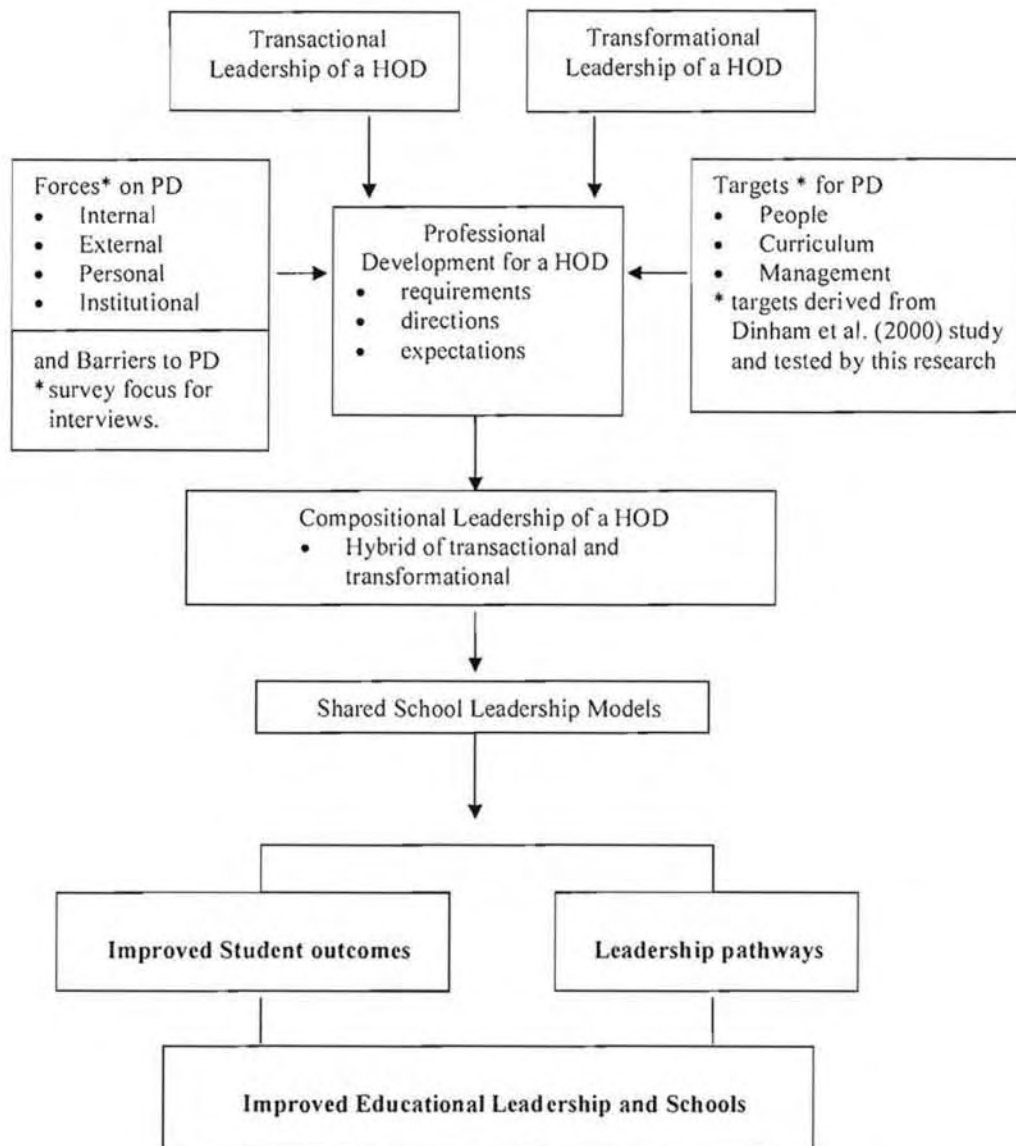 Transactional
Leadership of a HOD
Transformational
Leadership of a HOD
Forces* on PD
• Internal
• External
• Personal
• Institutional
and Barriers to PD
* survey focus for
interviews.
Professional
Development for a HOD
• requirements
• directions
• expectations
Targets * for PD
• People
• Curriculum
• Management
* targets derived from
Dinham et al. (2000) study
and tested by this research
Compositional Leadership of a HOD
• Hybrid of transactional and
transformational
Shared School Leadership Models
Improved Student outcomes
Leadership pathways
Improved Educational Leadership and Schools